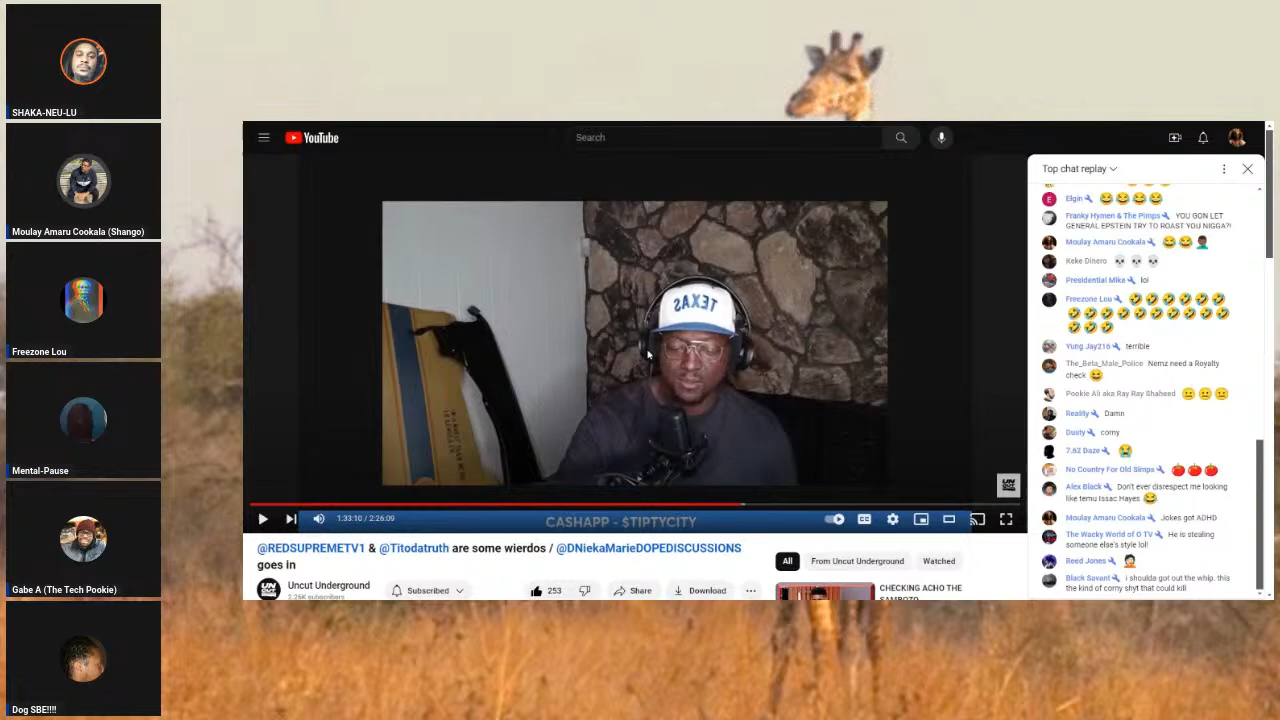 SHAKA-NEU-LU
Moulay Amaru Cookala (Shango)
Freezone Lou
Mental-Pause
Gabe A (The Tech Pookie)
Dog SBE!!!!
YouTube
Search
TEXAS
1:33:10 / 2:26:09
CASHAPP - $TIPTYCITY
CC
UN
@REDSUPREMETV1 & @Titodatruth are some wierdos / @DNiekaMarieDOPEDISCUSSIONS
goes in
Uncut Underground
2.26K subscribers
Subscribed
253
Share
Download
All
From Uncut Underground
Watched
CHECKING ACHO THE
SAMBOZO
Top chat replay
Elgin
Franky Hymen & The Pimps YOU GON LET
GENERAL EPSTEIN TRY TO ROAST YOU NIGGA?!
Moulay Amaru Cookala
Keke Dinero
Presidential Mike lol
Freezone Lou
Yung Jay216 terrible
The_Beta_Male_Police Nemz need a Royalty
check
Pookie Ali aka Ray Ray Shaheed
Reality Damn
Dusty corny
7.62 Daze
No Country For Old Simps
Alex Black Don't ever disrespect me looking
like temu Issac Hayes
Moulay Amaru Cookala Jokes got ADHD
The Wacky World of O TV He is stealing
someone else's style lol!
Reed Jones
Black Savant i shoulda got out the whip. this
the kind of corny shyt that could kill